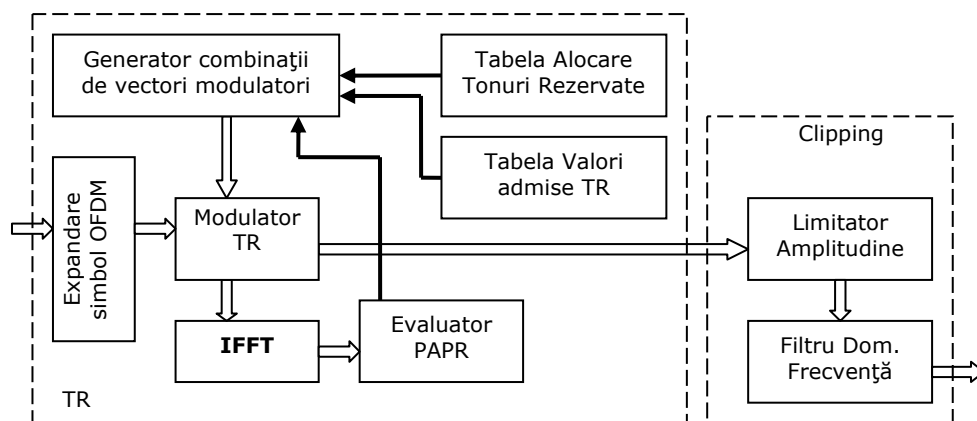 Generator combinaţii
de vectori modulatori
Tabela Alocare
Tonuri Rezervate
Tabela Valori
admise TR
Clipping
Expandare
simbol OFDM
Modulator
TR
Limitator
Amplitudine
IFFT
Evaluator
PAPR
Filtru Dom.
Frecvenţă
TR